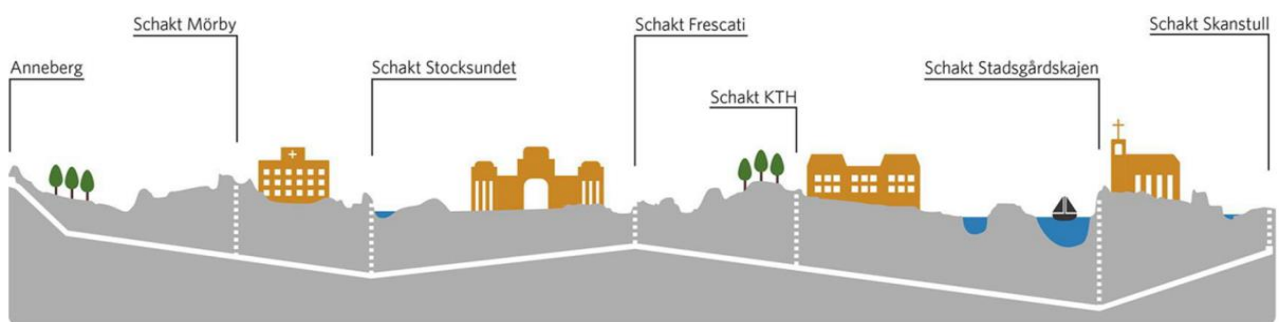 Anneberg
Schakt Mörby
Schakt Stocksundet
Schakt Frescati
Schakt KTH
Schakt Stadsgårdskajen
Schakt Skanstull